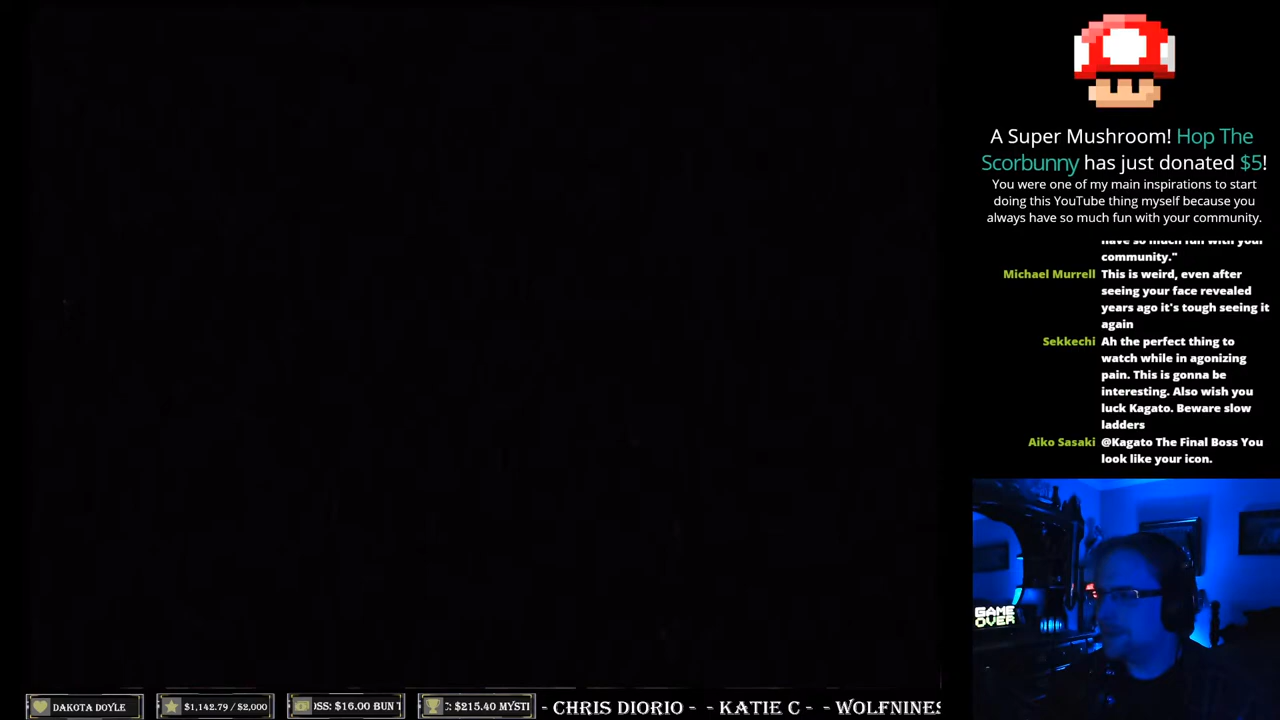 A Super Mushroom! Hop The
Scorbunny has just donated $5!
You were one of my main inspirations to start
doing this YouTube thing myself because you
always have so much fun with your community.
have so much fun with your
community."
Michael Murrell This is weird, even after
seeing your face revealed
years ago it's tough seeing it
again
Sekkechi Ah the perfect thing to
watch while in agonizing
pain. This is gonna be
interesting. Also wish you
luck Kagato. Beware slow
ladders
Aiko Sasaki @Kagato The Final Boss You
look like your icon.
GAME
OVER
DAKOTA DOYLE
$1,142.79 / $2,000
OSS: $16.00 BUN
: $215.40 MYSTI
- CHRIS DIORIO - - KATIE C - - WOLFNINES